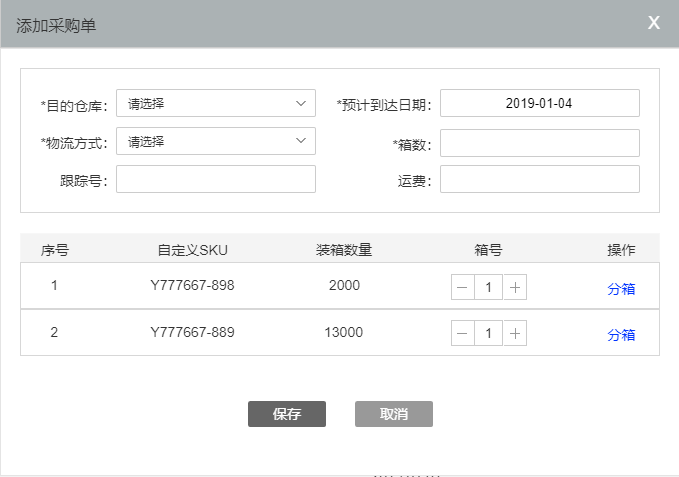 添加采购单 X
*目的仓库： 请选择 *预计到达日期： 2019-01-04
*物流方式： 请选择 *箱数：
跟踪号： 运费：
序号 自定义SKU 装箱数量 箱号 操作
1 Y777667-898 2000 1 分箱
2 Y777667-889 13000 1 分箱
保存 取消